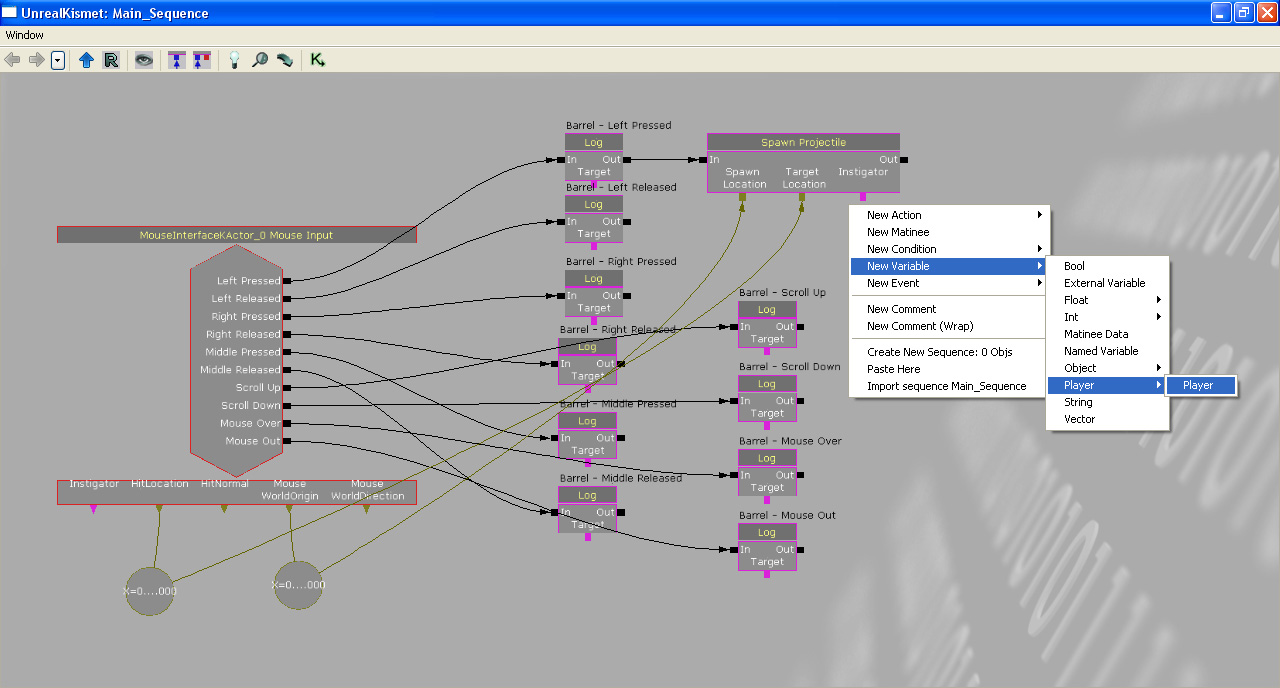 UnrealKismet: Main_Sequence
Window
Barrel - Left Pressed
Log
In Out
Target
Spawn Projectile
In Out
Spawn Location
Target Location
Instigator
Barrel - Left Released
Log
In Out
Target
MouseInterfaceKActor_0 Mouse Input
Left Pressed
Left Released
Right Pressed
Right Released
Middle Pressed
Middle Released
Scroll Up
Scroll Down
Mouse Over
Mouse Out
Instigator
HitLocation
HitNormal
Mouse WorldOrigin
Mouse WorldDirection
X=0....000
X=0....000
Barrel - Right Pressed
Log
In Out
Target
Barrel - Right Released
Log
In Out
Target
Barrel - Middle Pressed
Log
In Out
Target
Barrel - Middle Released
Log
In Out
Target
Barrel - Scroll Up
Log
In Out
Target
Barrel - Scroll Down
Log
In Out
Target
Barrel - Mouse Over
Log
In Out
Target
Barrel - Mouse Out
Log
In Out
Target
New Action
New Matinee
New Condition
New Variable
New Event
New Comment
New Comment (Wrap)
Create New Sequence: 0 Objs
Paste Here
Import sequence Main_Sequence
Bool
External Variable
Float
Int
Matinee Data
Named Variable
Object
Player
String
Vector
Player